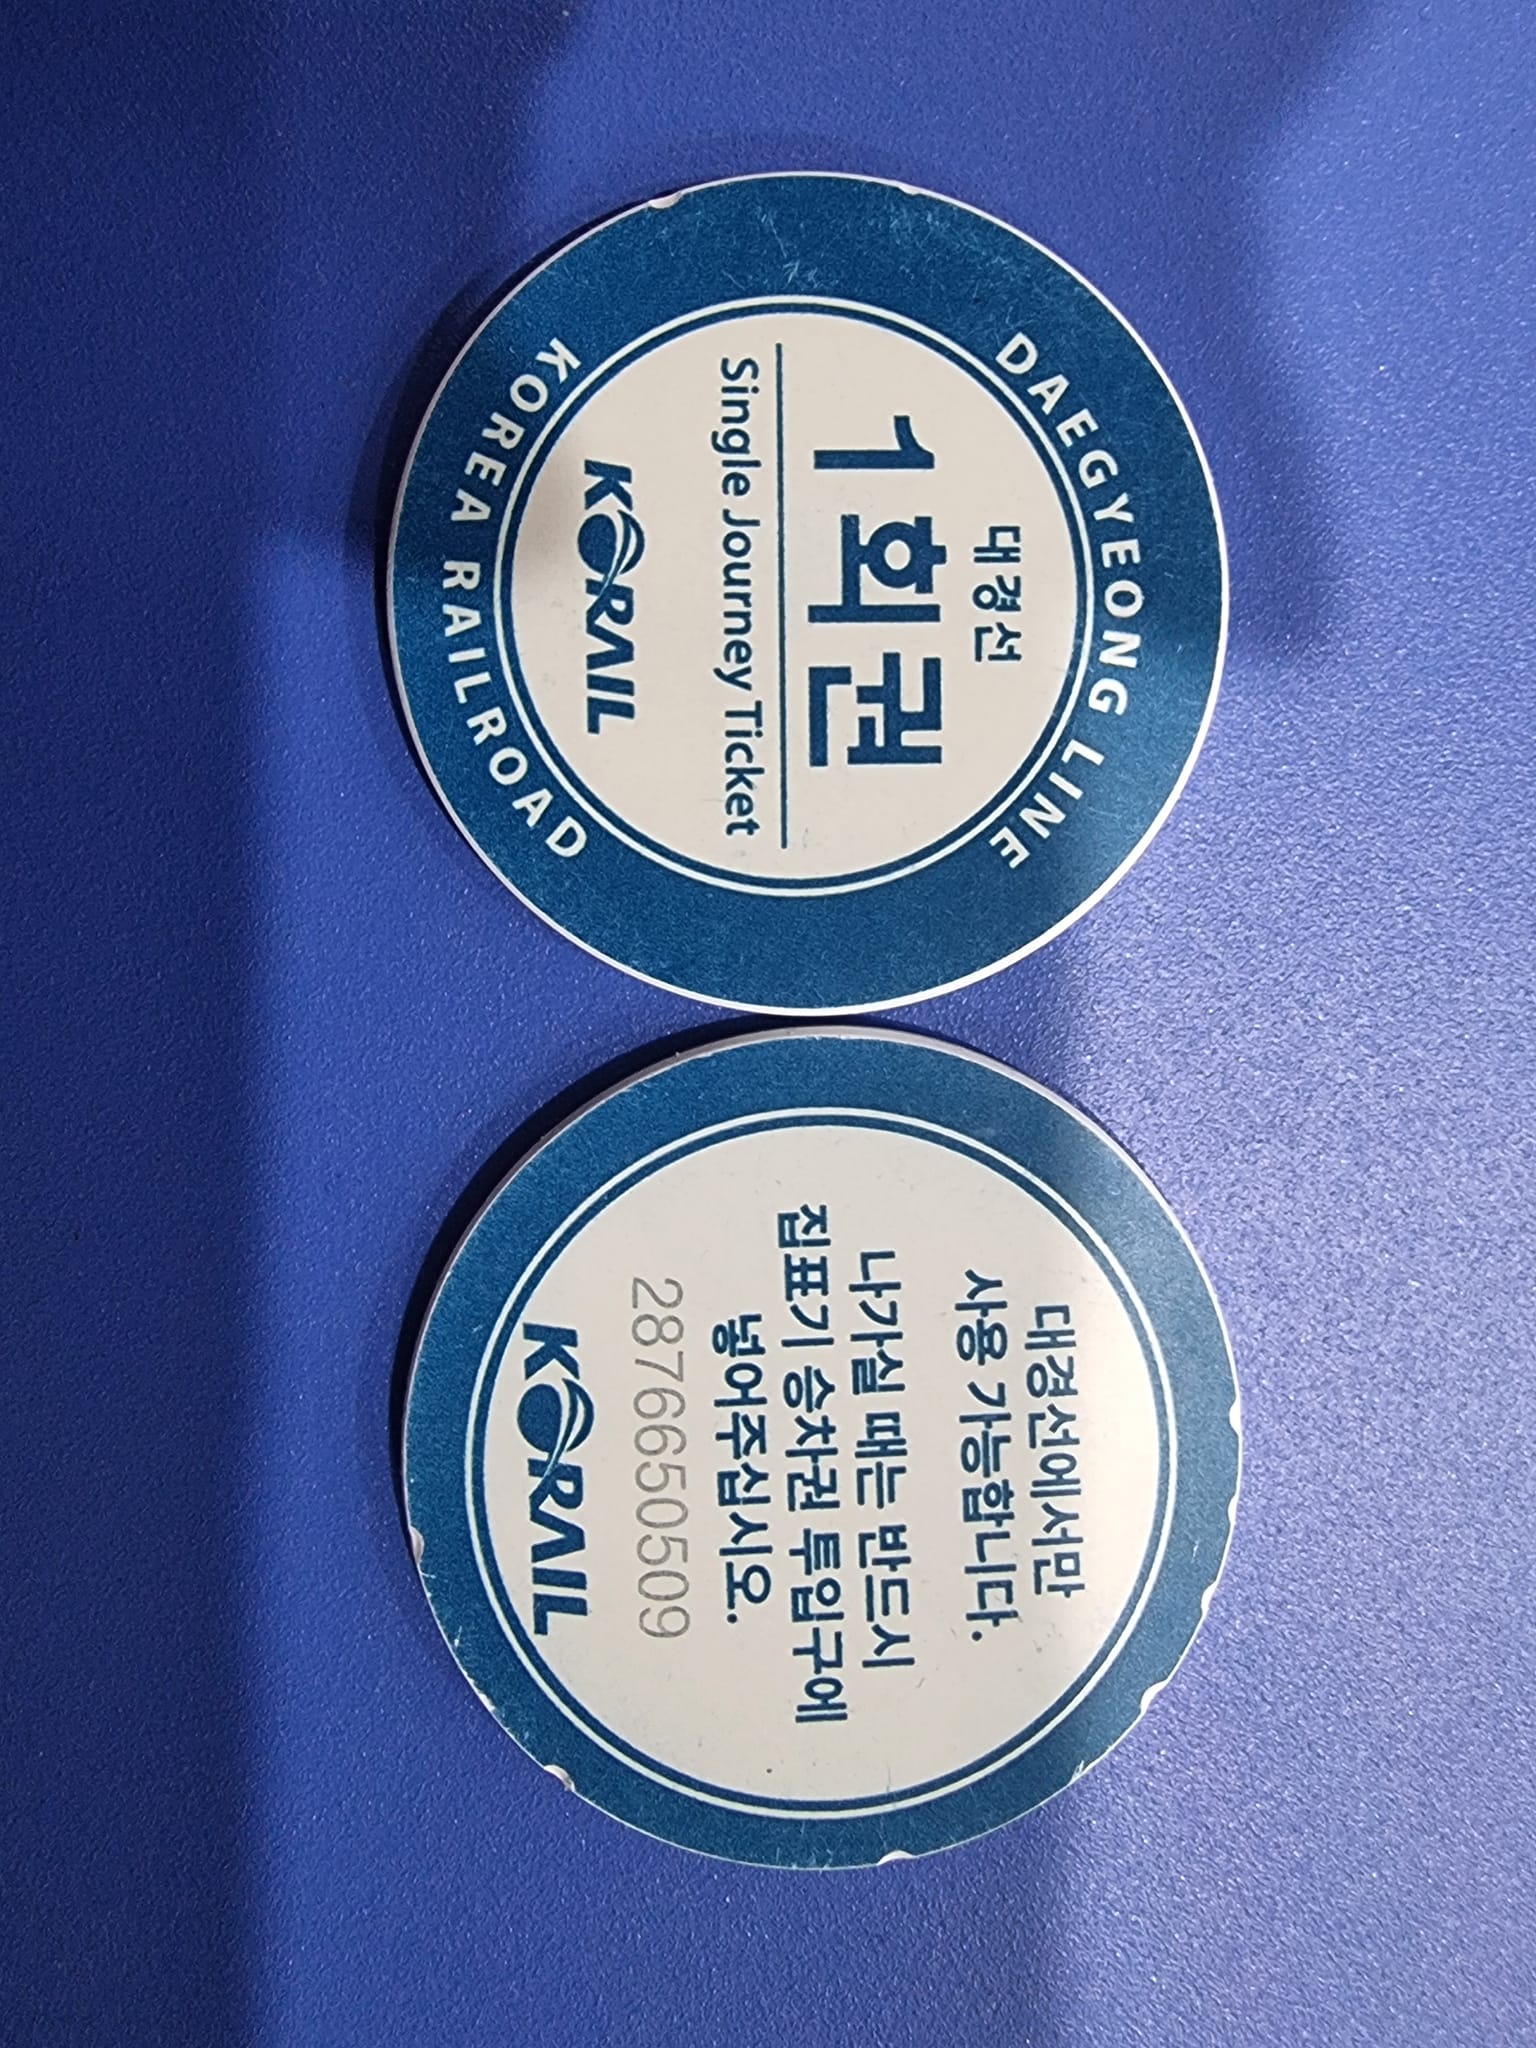 DAEGYEONG LINE
대경선
1회권
Single Journey Ticket
KORAIL
KOREA RAILROAD
대경선에서만
사용 가능합니다.
나가실 때는 반드시
집표기 승차권 투입구에
넣어주십시오.
2876650509
KORAIL